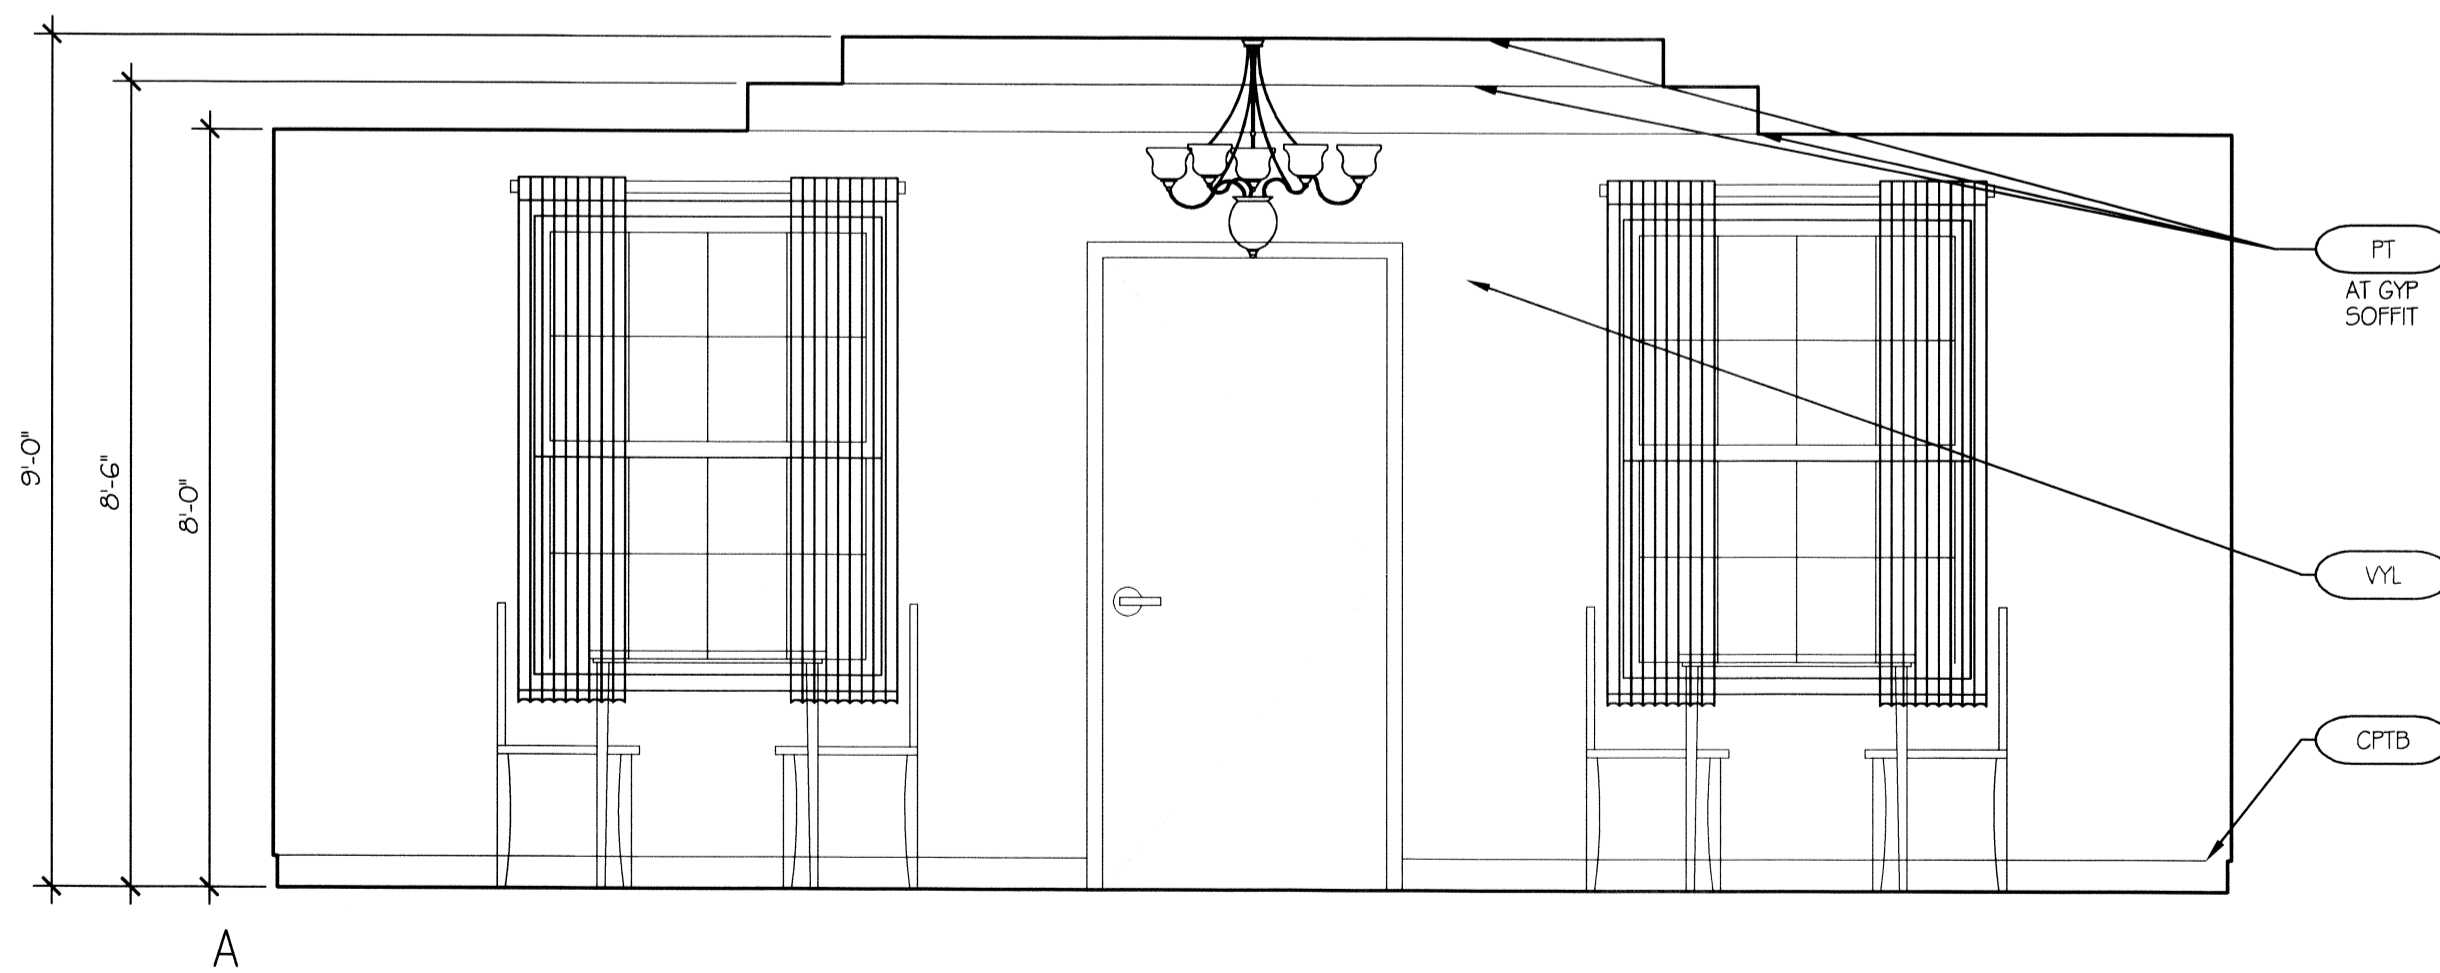 9'-0"
8'-6"
8'-0"
PT
AT GYP
SOFFIT
VYL
CPTB
A